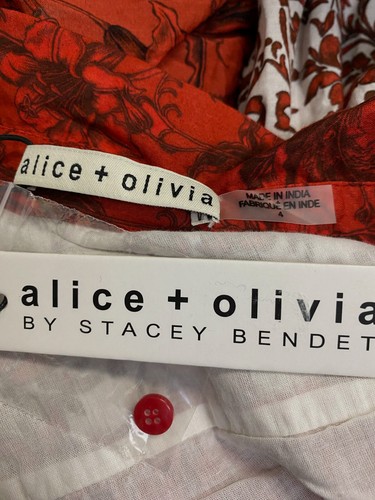 alice + olivia
MADE IN INDIA
FABRIQUÉ EN INDE
4
alice + olivia
BY STACEY BENDET